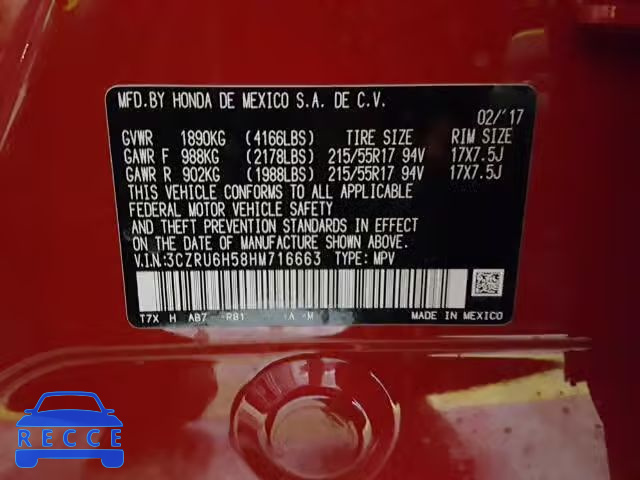 MFD.BY HONDA DE MEXICO S.A. DE C.V.
02/'17
GVWR 1890KG (4166LBS) TIRE SIZE RIM SIZE
GAWR F 988KG (2178LBS) 215/55R17 94V 17X7.5J
GAWR R 902KG (1988LBS) 215/55R17 94V 17X7.5J
THIS VEHICLE CONFORMS TO ALL APPLICABLE
FEDERAL MOTOR VEHICLE SAFETY
AND THEFT PREVENTION STANDARDS IN EFFECT
ON THE DATE OF MANUFACTURE SHOWN ABOVE.
V.I.N:3CZRU6H58HM716663 TYPE: MPV
T7X H AB7 R81 A M MADE IN MEXICO
RECCE